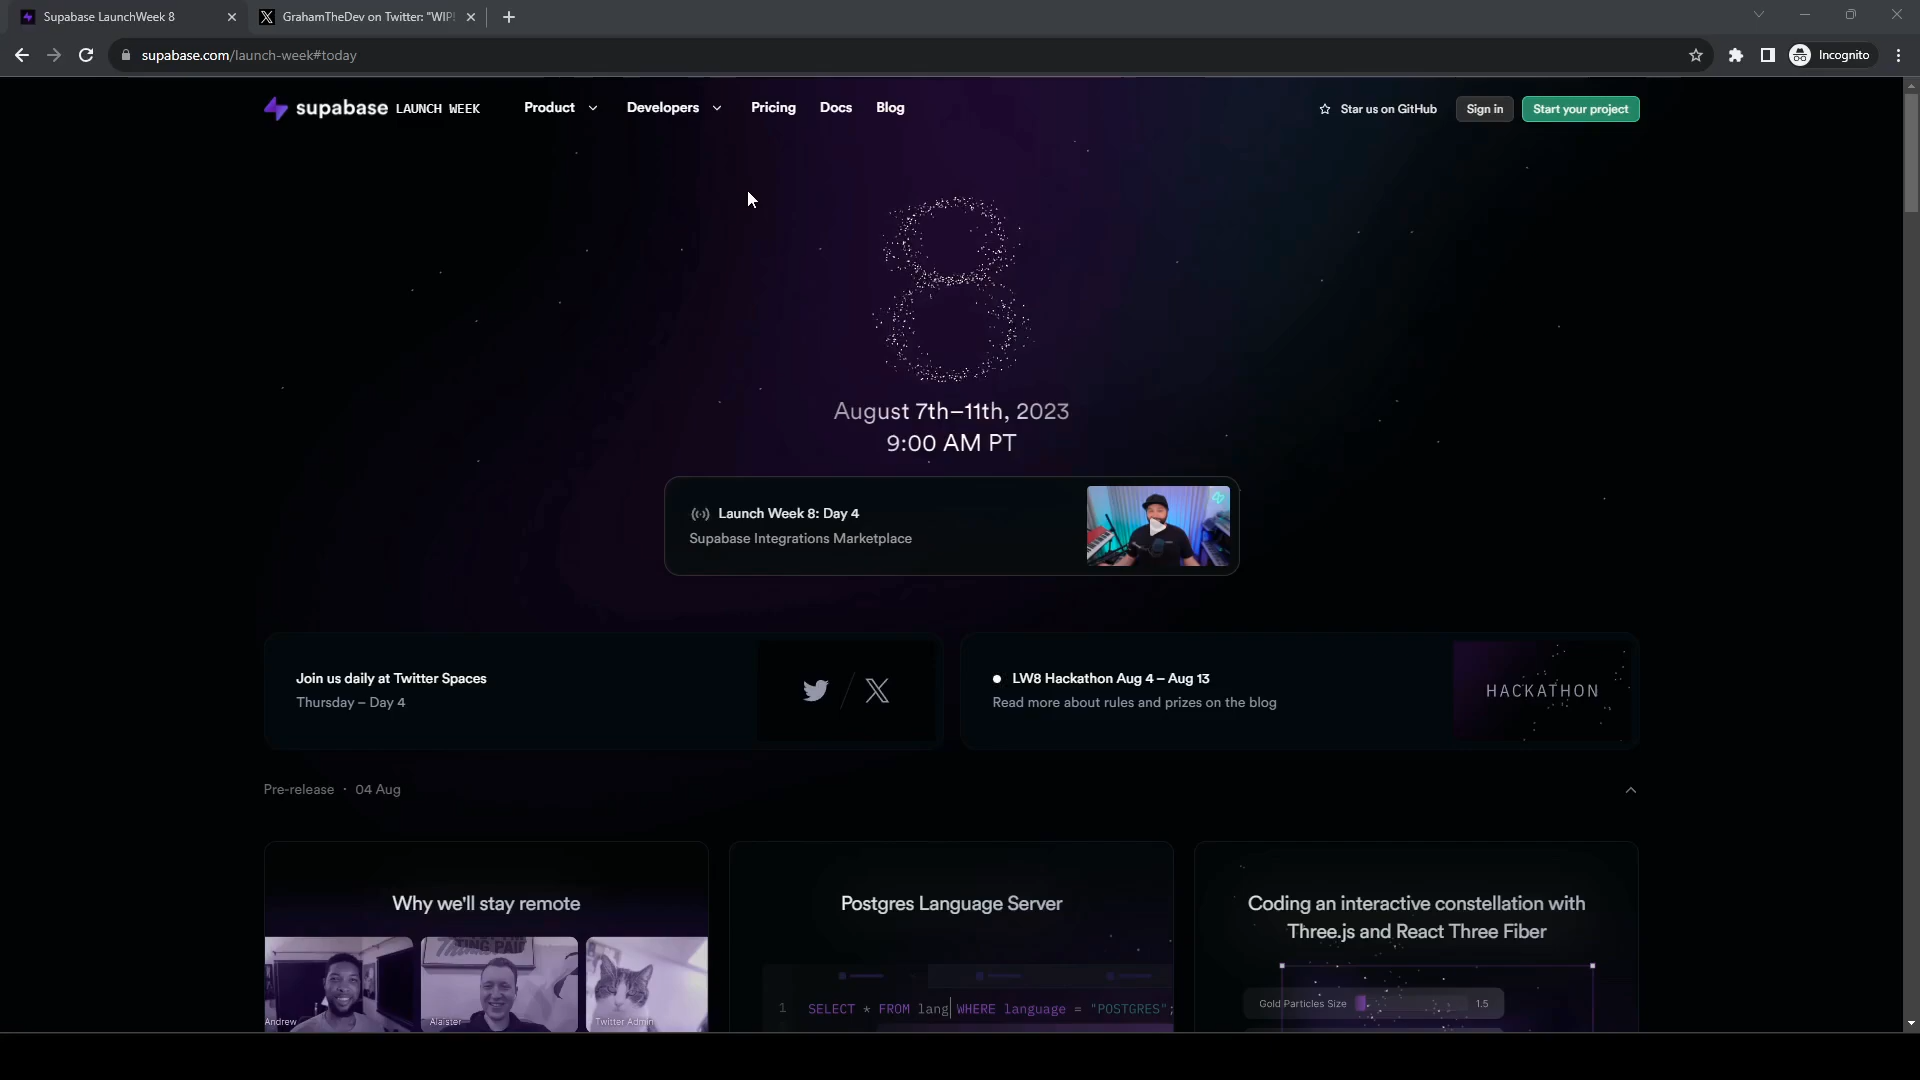 Supabase LaunchWeek 8
GrahamTheDev on Twitter: "WIP!
supabase.com/launch-week#today
Incognito
supabase LAUNCH WEEK
Product
Developers
Pricing
Docs
Blog
Star us on GitHub
Sign in
Start your project
August 7th–11th, 2023
9:00 AM PT
Launch Week 8: Day 4
Supabase Integrations Marketplace
Join us daily at Twitter Spaces
Thursday – Day 4
LW8 Hackathon Aug 4 – Aug 13
Read more about rules and prizes on the blog
HACKATHON
Pre-release · 04 Aug
Why we'll stay remote
Andrew
Alaister
Twitter Admin
Postgres Language Server
1 SELECT * FROM lang WHERE language = "POSTGRES";
Coding an interactive constellation with
Three.js and React Three Fiber
Gold Particles Size
1.5